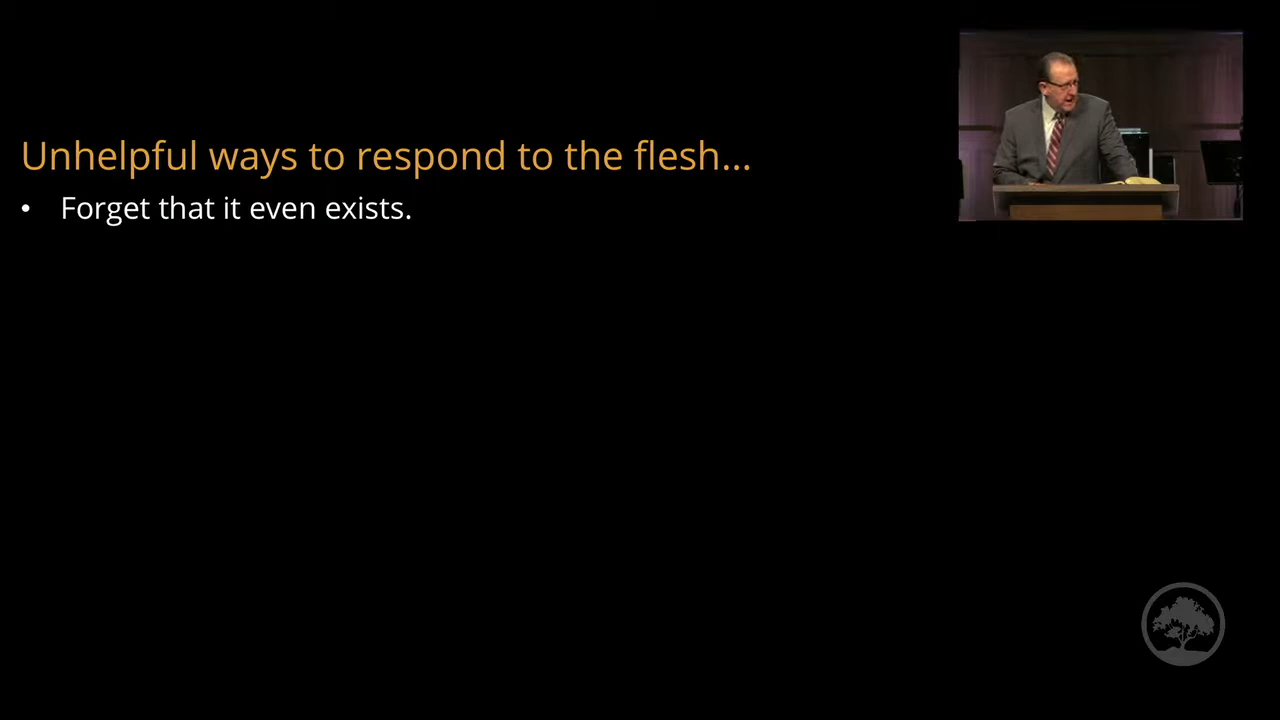 Unhelpful ways to respond to the flesh...
• Forget that it even exists.